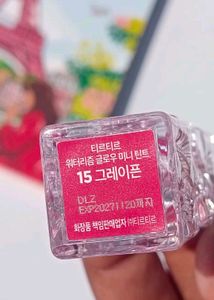 티르티르
워터리즘 글로우 미니 틴트
15 그레이픈
DLZ
EXP20271120까지
화장품 책임판매업자 ㈜티르티르